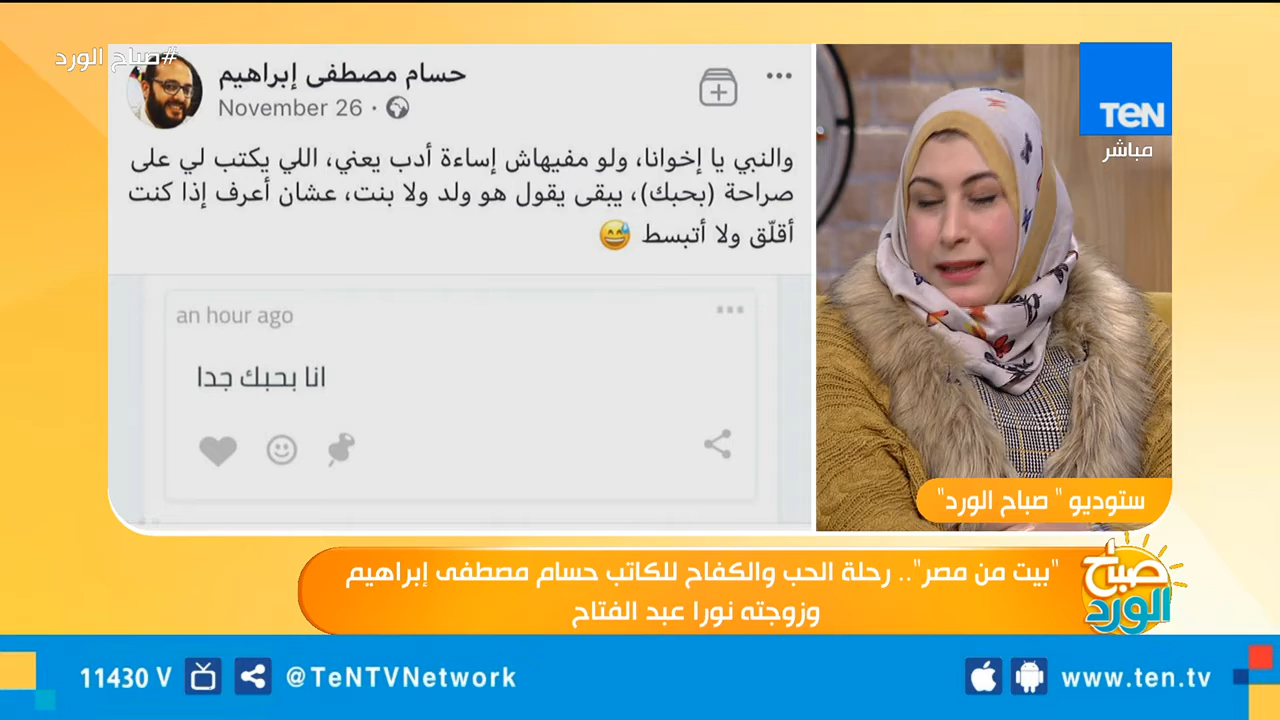 #صباح الورد
حسام مصطفى إبراهيم
November 26 ·
والنبي يا إخوانا، ولو مفيهاش إساءة أدب يعني، اللي يكتب لي على
صراحة (بحبك)، يبقى يقول هو ولد ولا بنت، عشان أعرف إذا كنت
أقلّق ولا أتبسط 😅
an hour ago
انا بحبك جدا
TeN
مباشر
ستوديو " صباح الورد"
"بيت من مصر".. رحلة الحب والكفاح للكاتب حسام مصطفى إبراهيم
وزوجته نورا عبد الفتاح
صباح
الورد
11430 V
@TeNTVNetwork
www.ten.tv